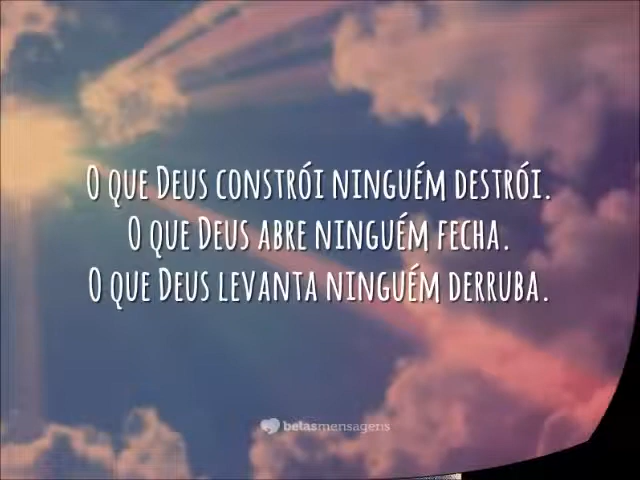 O QUE DEUS CONSTRÓI NINGUÉM DESTRÓI.
O QUE DEUS ABRE NINGUÉM FECHA.
O QUE DEUS LEVANTA NINGUÉM DERRUBA.
belasmensagens